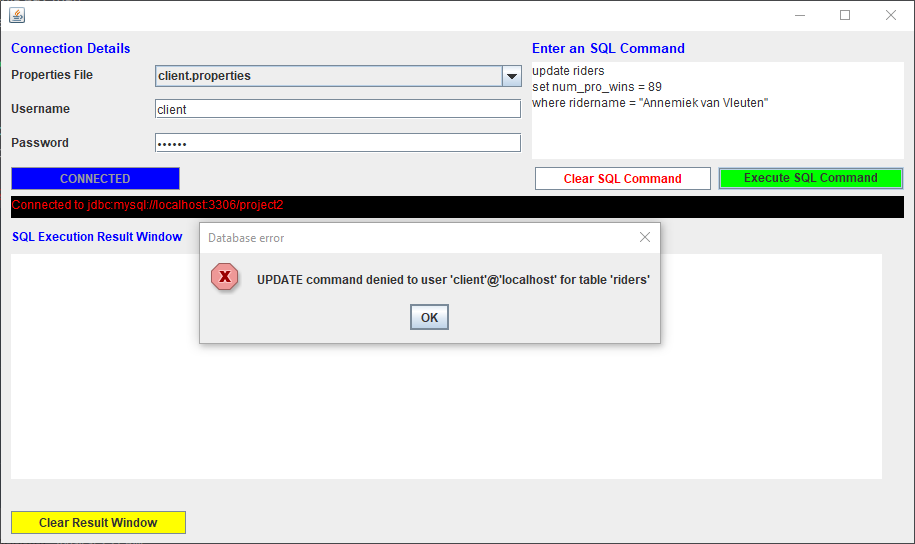 Connection Details
Enter an SQL Command
Properties File
client.properties
update riders
set num_pro_wins = 89
where ridername = "Annemiek van Vleuten"
Username
client
Password
••••••
CONNECTED
Clear SQL Command
Execute SQL Command
Connected to jdbc:mysql://localhost:3306/project2
SQL Execution Result Window
Database error
UPDATE command denied to user 'client'@'localhost' for table 'riders'
OK
Clear Result Window